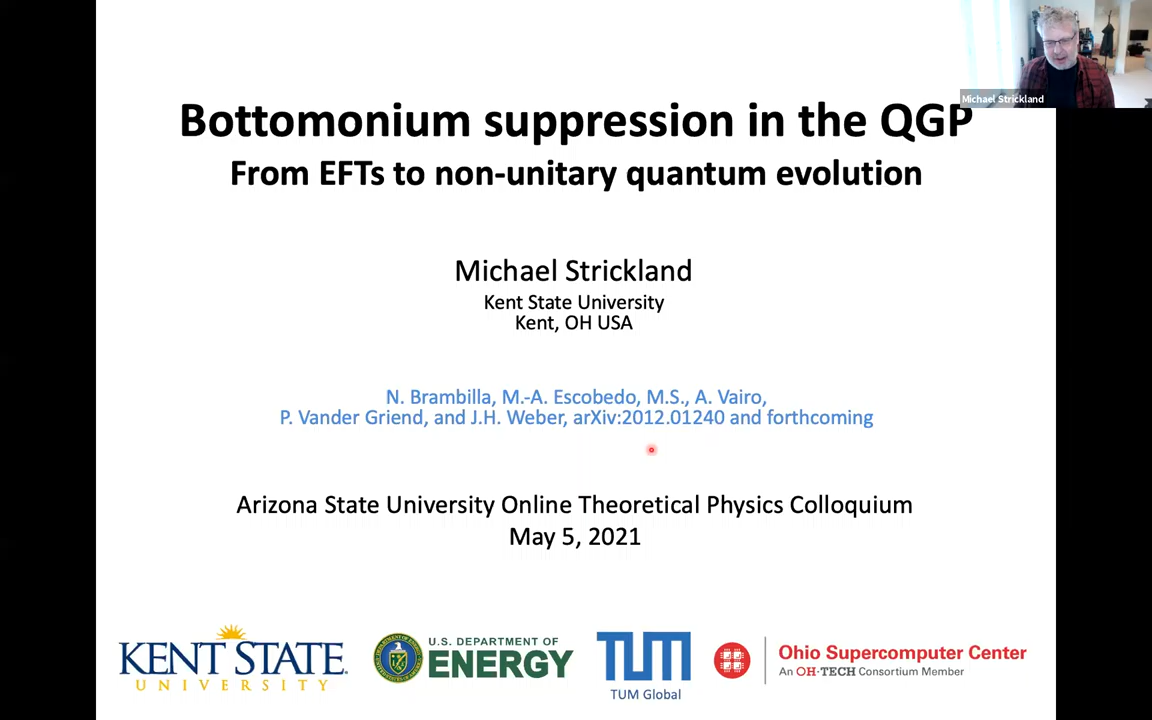 Michael Strickland
Bottomonium suppression in the QGP
From EFTs to non-unitary quantum evolution
Michael Strickland
Kent State University
Kent, OH USA
N. Brambilla, M.-A. Escobedo, M.S., A. Vairo,
P. Vander Griend, and J.H. Weber, arXiv:2012.01240 and forthcoming
Arizona State University Online Theoretical Physics Colloquium
May 5, 2021
KENT STATE
UNIVERSITY
U.S. DEPARTMENT OF
ENERGY
TUM
TUM Global
Ohio Supercomputer Center
An OH·TECH Consortium Member